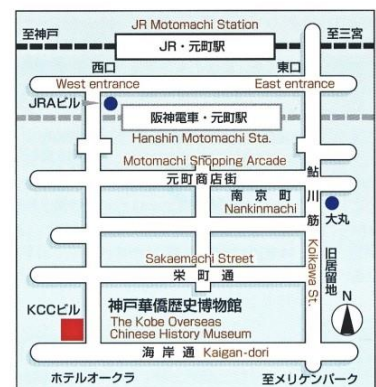 JR Motomachi Station
至神戸
至三宮
JR・元町駅
西口
東口
West entrance
East entrance
JRAビル
阪神電車・元町駅
Hanshin Motomachi Sta.
Motomachi Shopping Arcade
元町商店街
鮎川筋
南京町
Nankinmachi
大丸
Koikawa St.
旧居留地
Sakaemachi Street
栄町通
N
KCCビル
神戸華僑歴史博物館
The Kobe Overseas
Chinese History Museum
海岸通 Kaigan-dori
ホテルオークラ
至メリケンパーク